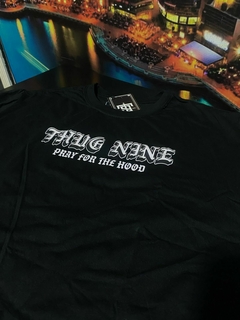 THUG NINE
PRAY FOR THE HOOD